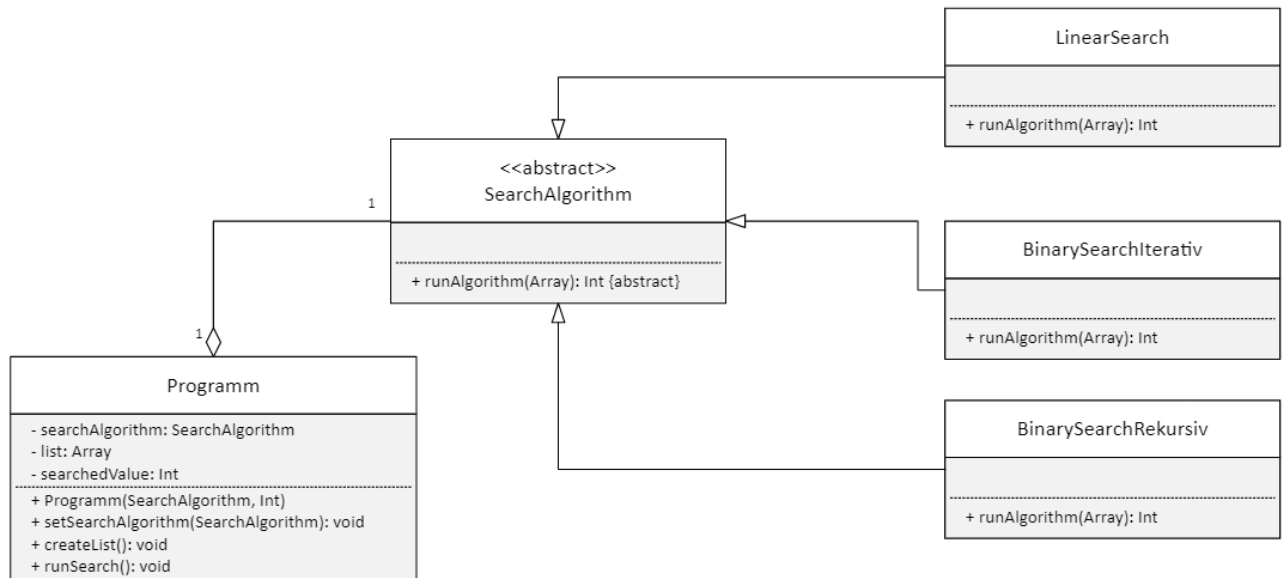 LinearSearch
+ runAlgorithm(Array): Int
<<abstract>>
SearchAlgorithm
+ runAlgorithm(Array): Int {abstract}
1
1
BinarySearchIterativ
+ runAlgorithm(Array): Int
Programm
- searchAlgorithm: SearchAlgorithm
- list: Array
- searchedValue: Int
+ Programm(SearchAlgorithm, Int)
+ setSearchAlgorithm(SearchAlgorithm): void
+ createList(): void
+ runSearch(): void
BinarySearchRekursiv
+ runAlgorithm(Array): Int